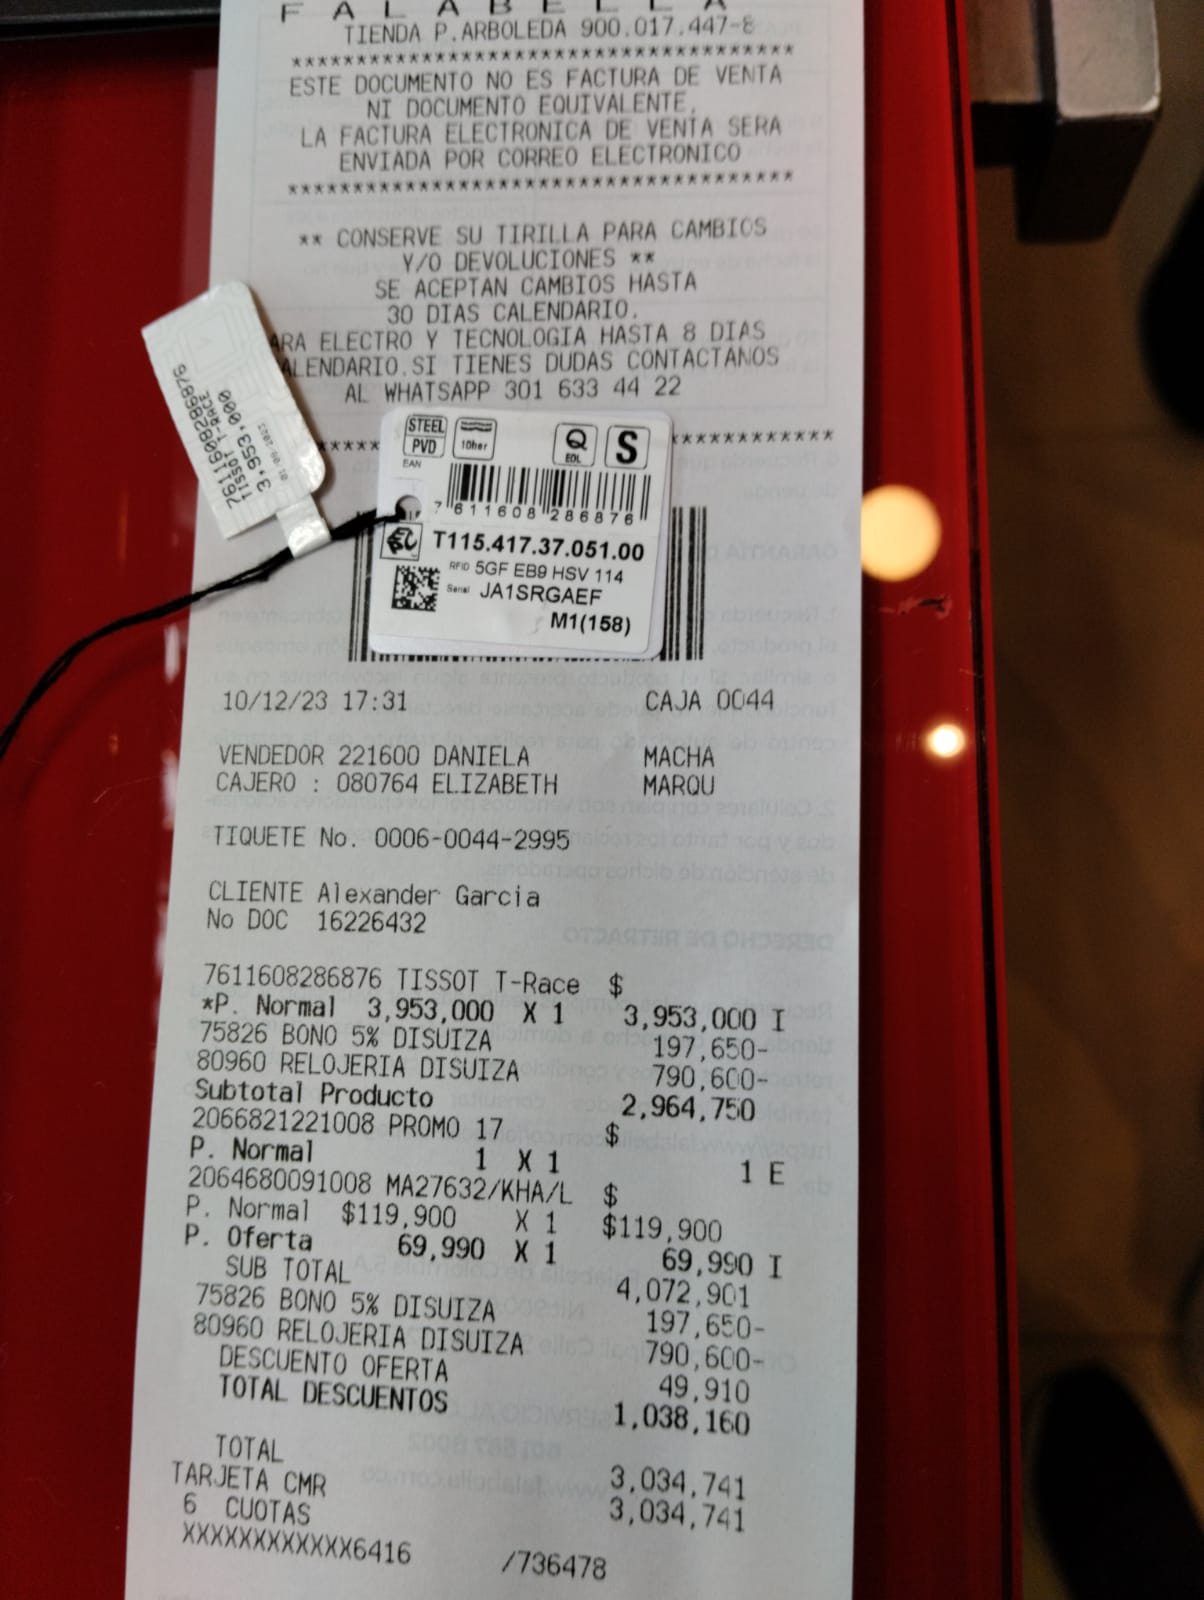 FALABELLA
TIENDA P.ARBOLEDA 900.017.447-8
**************************************
ESTE DOCUMENTO NO ES FACTURA DE VENTA
NI DOCUMENTO EQUIVALENTE.
LA FACTURA ELECTRONICA DE VENTA SERA
ENVIADA POR CORREO ELECTRONICO
**************************************
** CONSERVE SU TIRILLA PARA CAMBIOS
Y/O DEVOLUCIONES **
SE ACEPTAN CAMBIOS HASTA
30 DIAS CALENDARIO.
ARA ELECTRO Y TECNOLOGIA HASTA 8 DIAS
ALENDARIO.SI TIENES DUDAS CONTACTANOS
AL WHATSAPP 301 633 44 22
7611608286876
TISSOT T-RACE
3,953,000
STEEL
PVD
10ber
Q
EOL
S
EAN
7 611608 286876
T115.417.37.051.00
RFID 5GF EB9 HSV 114
Serial JA1SRGAEF
M1(158)
10/12/23 17:31 CAJA 0044
VENDEDOR 221600 DANIELA MACHA
CAJERO : 080764 ELIZABETH MARQU
TIQUETE No. 0006-0044-2995
CLIENTE Alexander Garcia
No DOC 16226432
7611608286876 TISSOT T-Race $
*P. Normal 3,953,000 X 1 3,953,000 I
75826 BONO 5% DISUIZA 197,650-
80960 RELOJERIA DISUIZA 790,600-
Subtotal Producto 2,964,750
2066821221008 PROMO 17 $
P. Normal 1 X 1 1 E
2064680091008 MA27632/KHA/L $
P. Normal $119,900 X 1 $119,900
P. Oferta 69,990 X 1 69,990 I
SUB TOTAL 4,072,901
75826 BONO 5% DISUIZA 197,650-
80960 RELOJERIA DISUIZA 790,600-
DESCUENTO OFERTA 49,910
TOTAL DESCUENTOS 1,038,160
TOTAL 3,034,741
TARJETA CMR 3,034,741
6 CUOTAS
XXXXXXXXXXXX6416 /736478